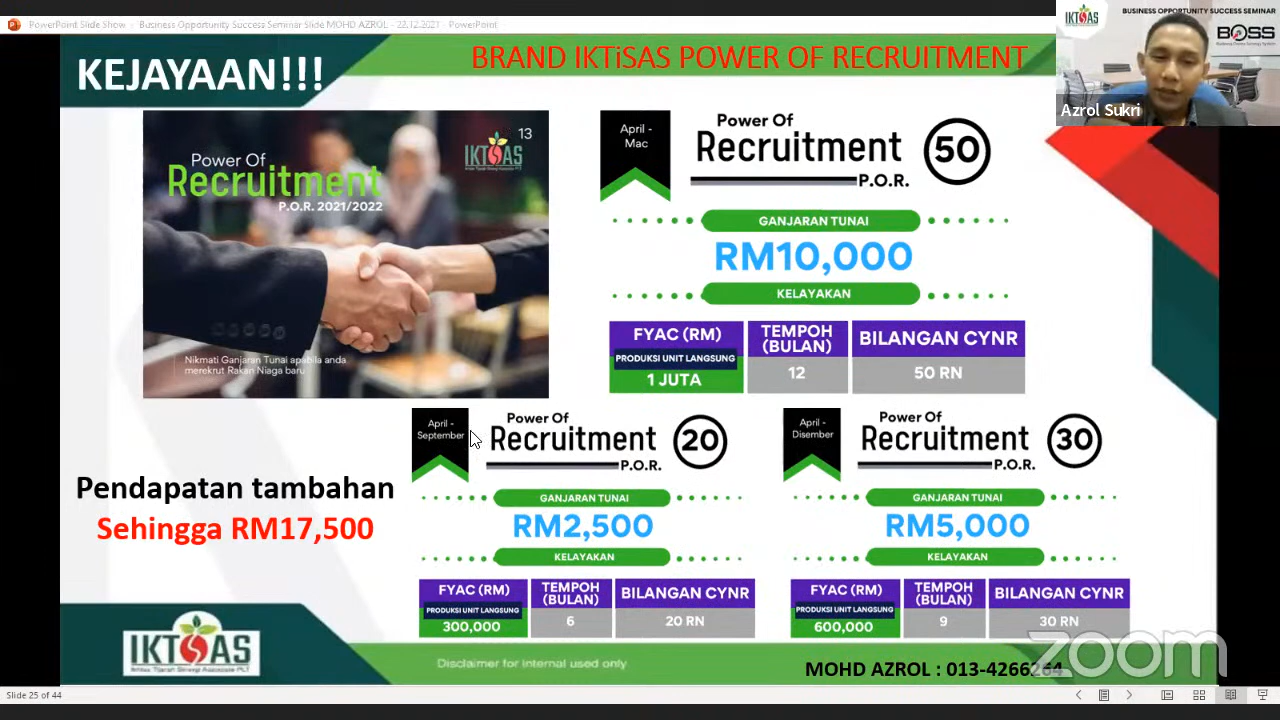 PowerPoint Slide Show - Business Opportunity Success Seminar Slide MOHD AZROL - 22.12.2021 - PowerPoint
IKTiSAS
BUSINESS OPPORTUNITY SUCCESS SEMINAR
BOSS
Azrol Sukri
KEJAYAAN!!!
BRAND IKTiSAS POWER OF RECRUITMENT
13
IKTiSAS
Power Of
Recruitment
P.O.R. 2021/2022
Nikmati Ganjaran Tunai apabila anda
merekrut Rakan Niaga baru
April -
Mac
Power Of
Recruitment
P.O.R.
50
GANJARAN TUNAI
RM10,000
KELAYAKAN
FYAC (RM)
PRODUKSI UNIT LANGSUNG
1 JUTA
TEMPOH
(BULAN)
12
BILANGAN CYNR
50 RN
Pendapatan tambahan
Sehingga RM17,500
April -
September
Power Of
Recruitment
P.O.R.
20
GANJARAN TUNAI
RM2,500
KELAYAKAN
FYAC (RM)
PRODUKSI UNIT LANGSUNG
300,000
TEMPOH
(BULAN)
6
BILANGAN CYNR
20 RN
April -
Disember
Power Of
Recruitment
P.O.R.
30
GANJARAN TUNAI
RM5,000
KELAYAKAN
FYAC (RM)
PRODUKSI UNIT LANGSUNG
600,000
TEMPOH
(BULAN)
9
BILANGAN CYNR
30 RN
IKTiSAS
Disclaimer for internal used only
MOHD AZROL : 013-4266264
zoom
Slide 25 of 44